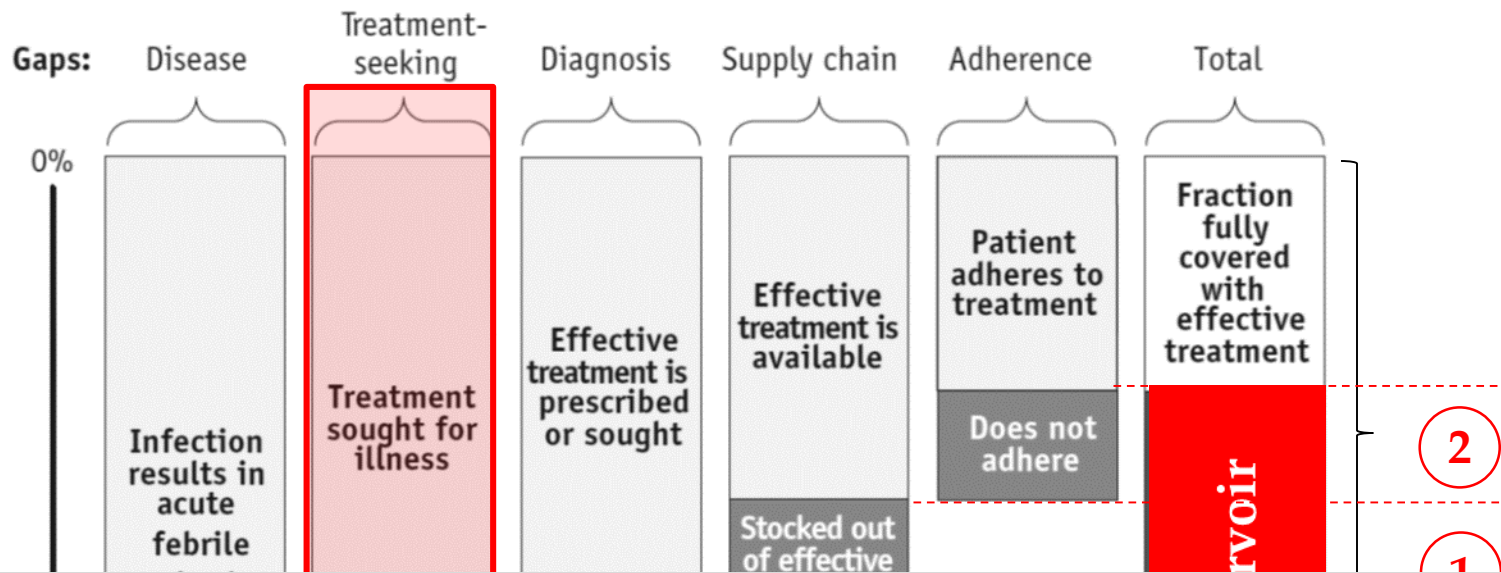 Gaps:
Disease
Treatment-
seeking
Diagnosis
Supply chain
Adherence
Total
0%
Infection
results in
acute
febrile
Treatment
sought for
illness
Effective
treatment is
prescribed
or sought
Effective
treatment is
available
Stocked out
of effective
Patient
adheres to
treatment
Does not
adhere
Fraction
fully
covered
with
effective
treatment
rvoir
2
1